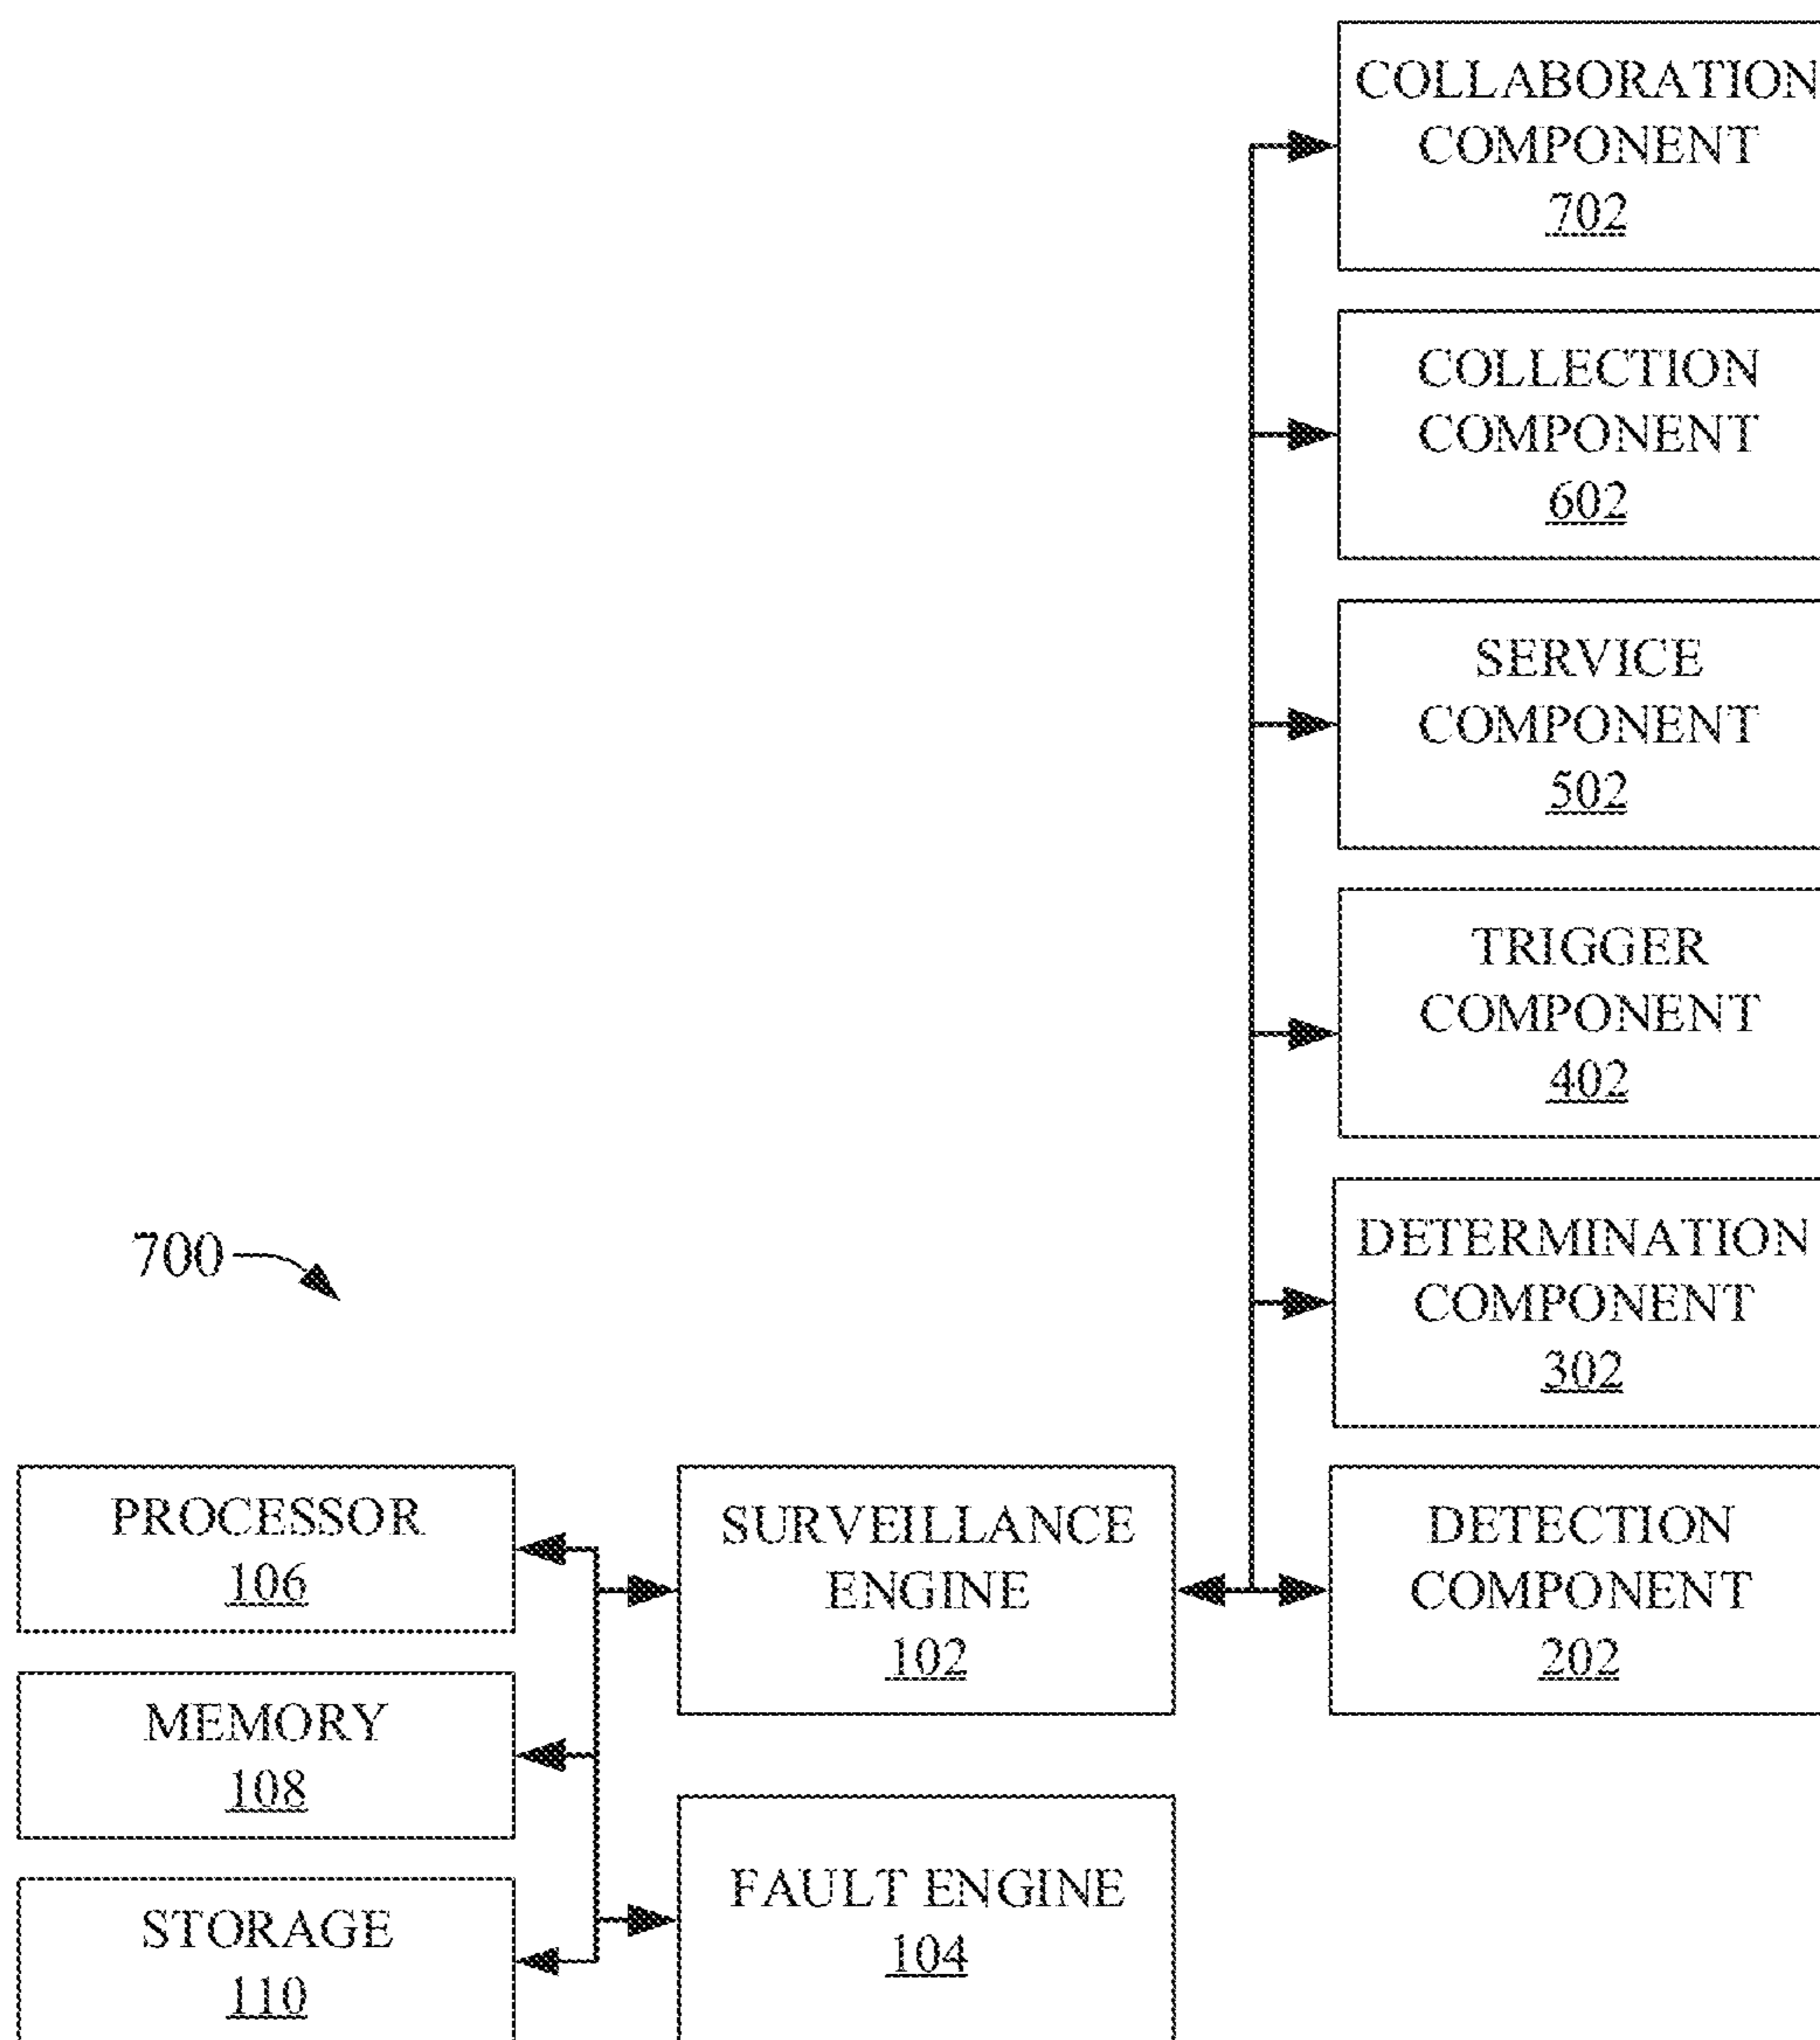 COLLABORATION
COMPONENT
702
COLLECTION
COMPONENT
602
SERVICE
COMPONENT
502
TRIGGER
COMPONENT
402
700
DETERMINATION
COMPONENT
302
PROCESSOR
106
SURVEILLANCE
ENGINE
102
DETECTION
COMPONENT
202
MEMORY
108
FAULT ENGINE
104
STORAGE
110